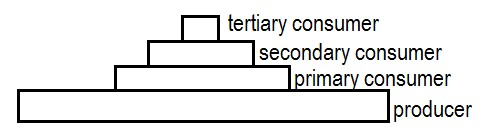 tertiary consumer
secondary consumer
primary consumer
producer